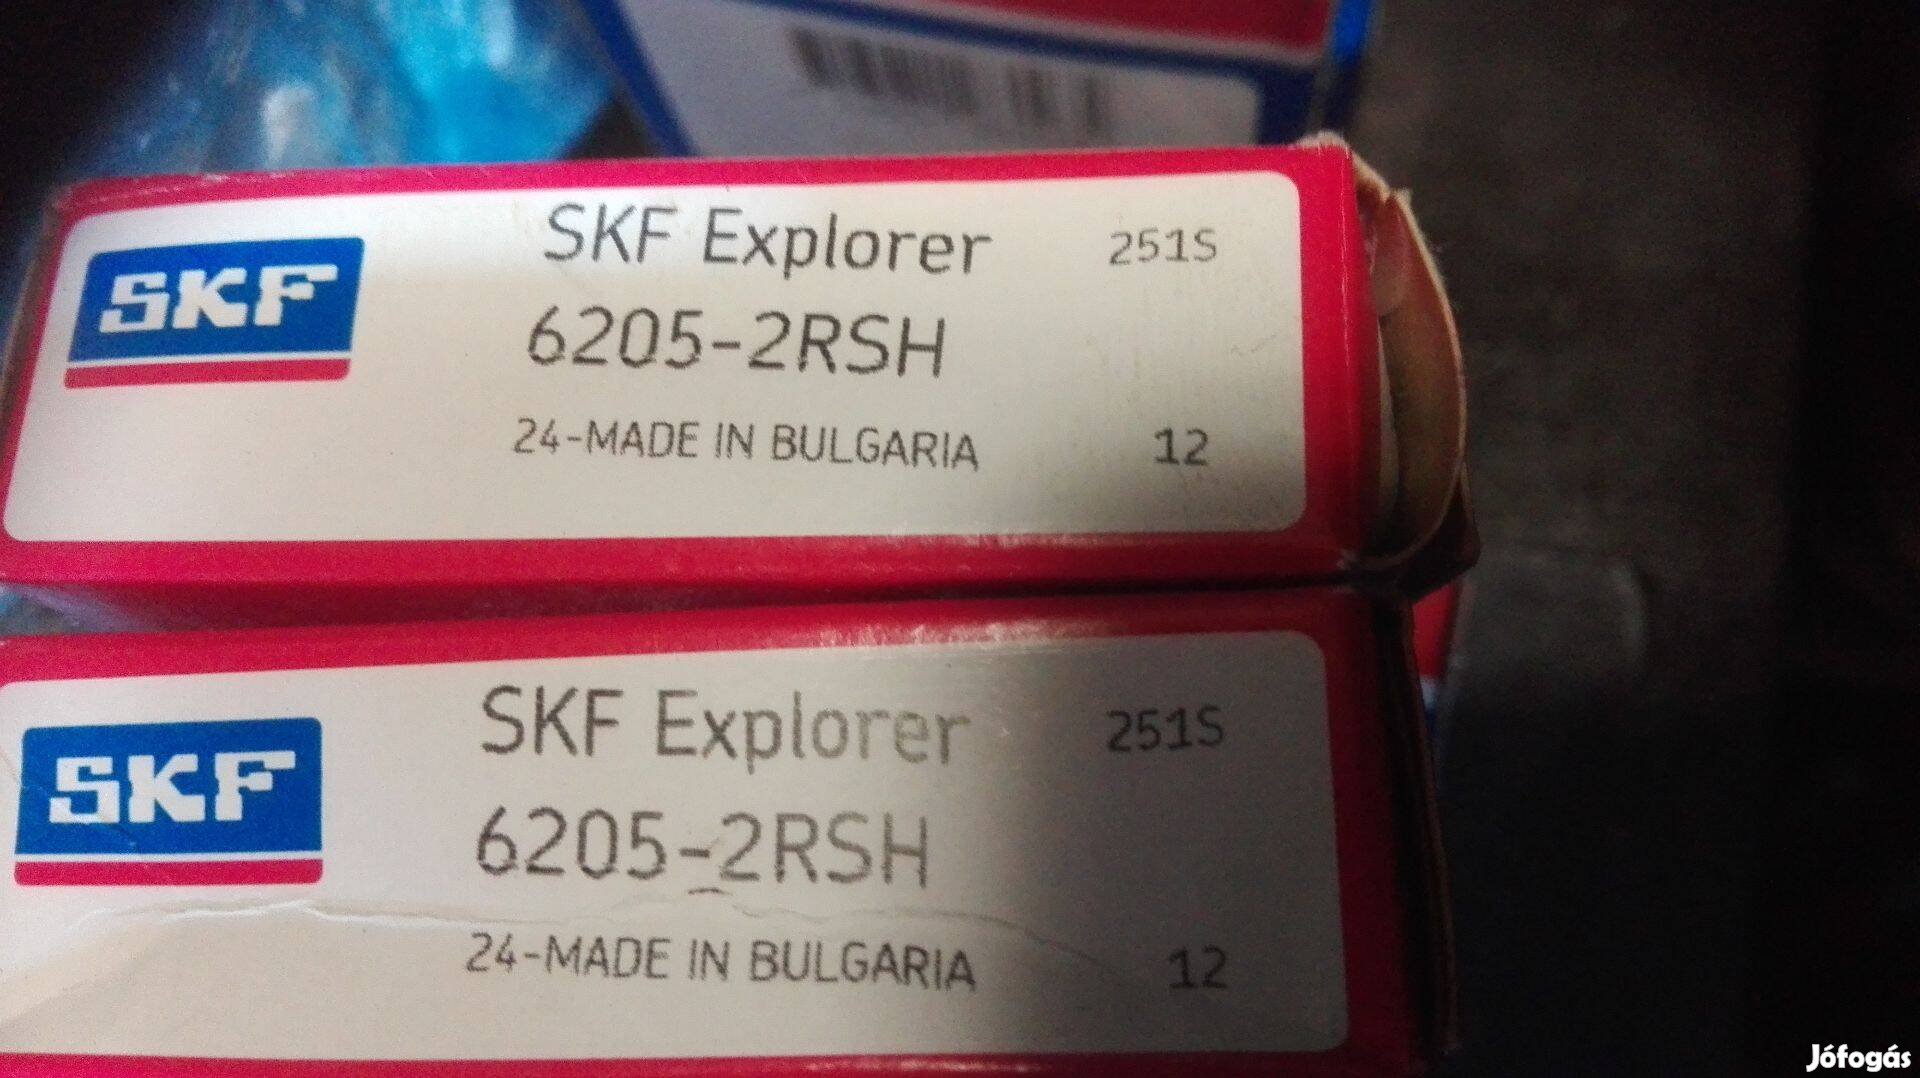 SKF
SKF Explorer
251S
6205-2RSH
24-MADE IN BULGARIA
12
SKF
SKF Explorer
251S
6205-2RSH
24-MADE IN BULGARIA
12
Jófogás